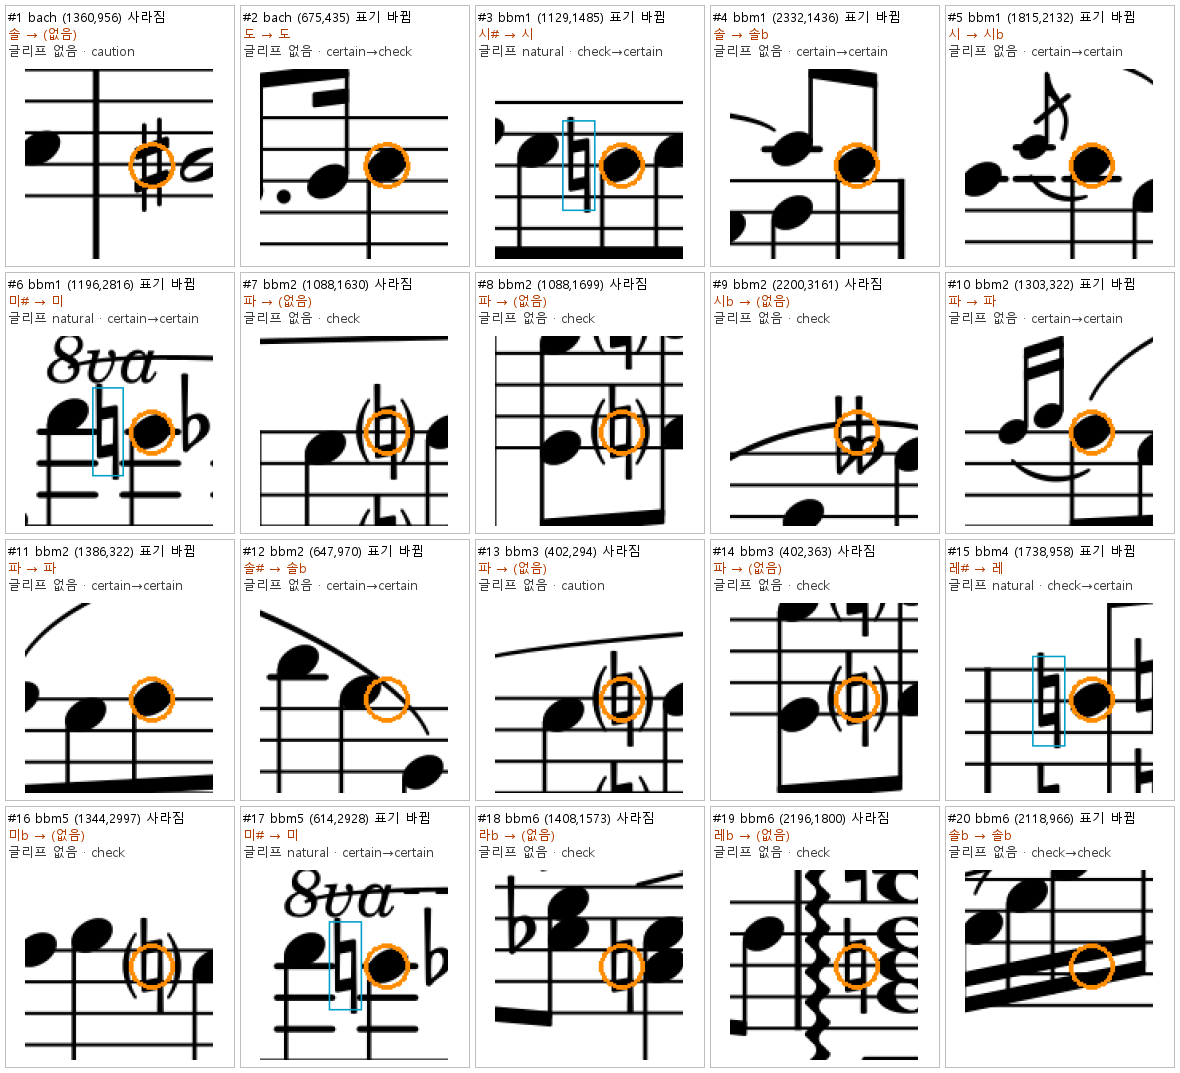 #1 bach (1360,956) 사라짐
솔 → (없음)
글리프 없음 · caution
#2 bach (675,435) 표기 바뀜
도 → 도
글리프 없음 · certain→check
#3 bbm1 (1129,1485) 표기 바뀜
시# → 시
글리프 natural · check→certain
#4 bbm1 (2332,1436) 표기 바뀜
솔 → 솔b
글리프 없음 · certain→certain
#5 bbm1 (1815,2132) 표기 바뀜
시 → 시b
글리프 없음 · certain→certain
#6 bbm1 (1196,2816) 표기 바뀜
미# → 미
글리프 natural · certain→certain
8va
#7 bbm2 (1088,1630) 사라짐
파 → (없음)
글리프 없음 · check
#8 bbm2 (1088,1699) 사라짐
파 → (없음)
글리프 없음 · check
#9 bbm2 (2200,3161) 사라짐
시b → (없음)
글리프 없음 · check
#10 bbm2 (1303,322) 표기 바뀜
파 → 파
글리프 없음 · certain→certain
#11 bbm2 (1386,322) 표기 바뀜
파 → 파
글리프 없음 · certain→certain
#12 bbm2 (647,970) 표기 바뀜
솔# → 솔b
글리프 없음 · certain→certain
#13 bbm3 (402,294) 사라짐
파 → (없음)
글리프 없음 · caution
#14 bbm3 (402,363) 사라짐
파 → (없음)
글리프 없음 · check
#15 bbm4 (1738,958) 표기 바뀜
레# → 레
글리프 natural · check→certain
#16 bbm5 (1344,2997) 사라짐
미b → (없음)
글리프 없음 · check
#17 bbm5 (614,2928) 표기 바뀜
미# → 미
글리프 natural · certain→certain
8va
#18 bbm6 (1408,1573) 사라짐
라b → (없음)
글리프 없음 · check
#19 bbm6 (2196,1800) 사라짐
레b → (없음)
글리프 없음 · check
#20 bbm6 (2118,966) 표기 바뀜
솔b → 솔b
글리프 없음 · check→check